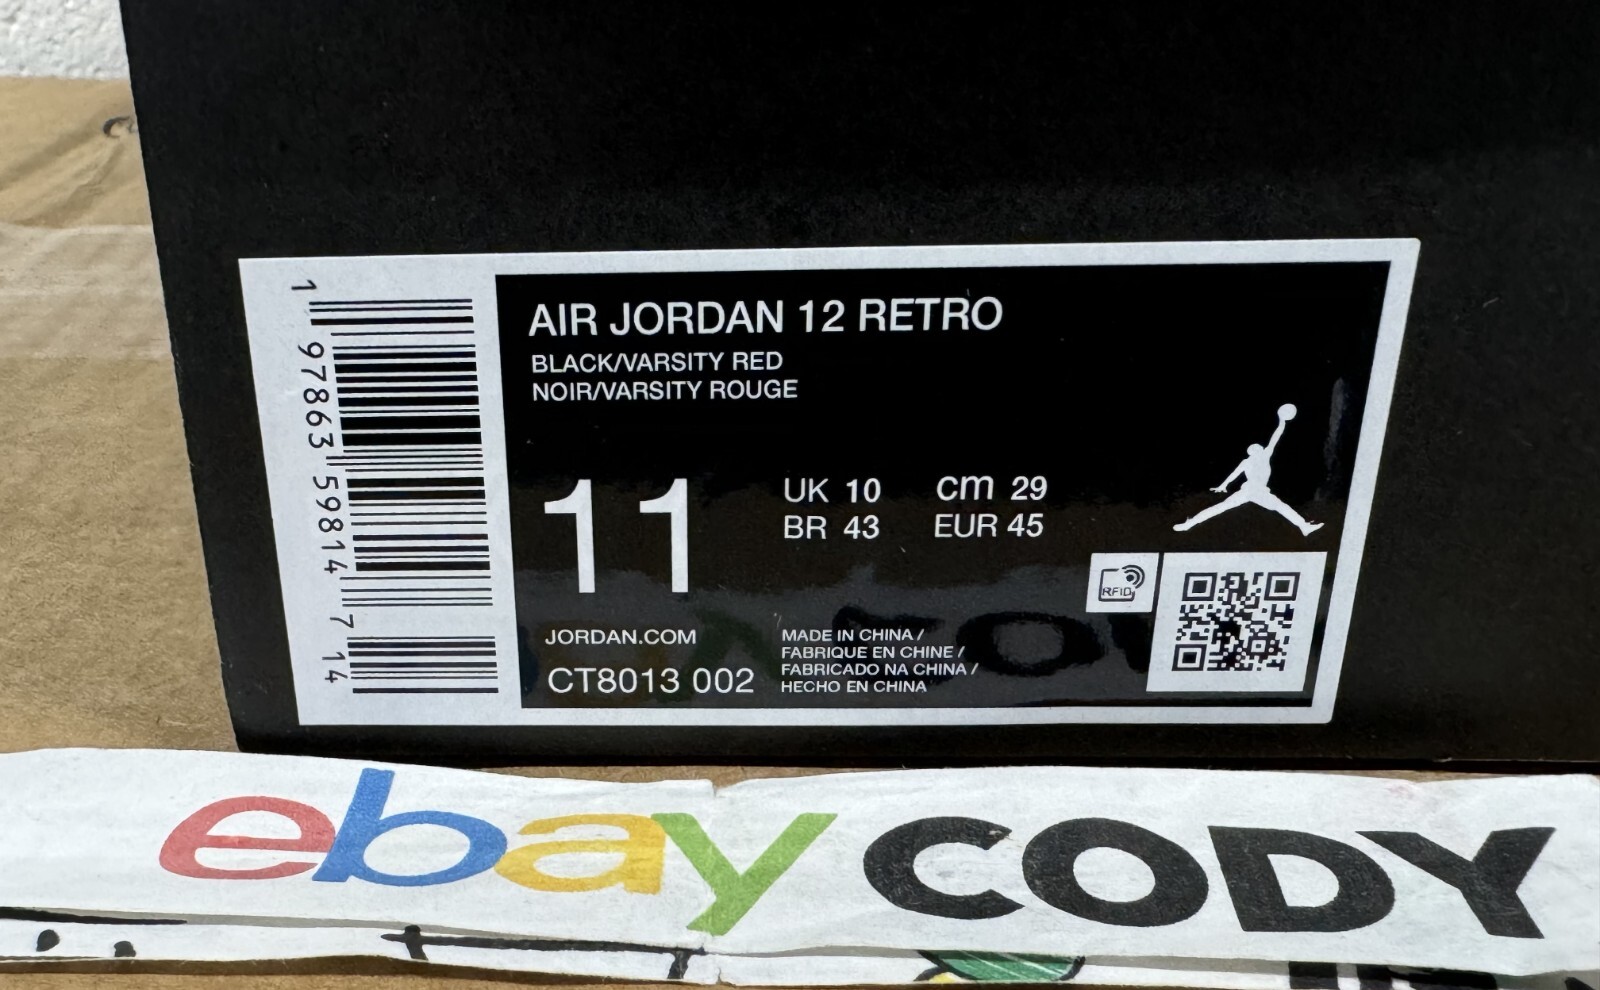 AIR JORDAN 12 RETRO
BLACK/VARSITY RED
NOIR/VARSITY ROUGE
11
UK 10 cm 29
BR 43 EUR 45
RFID
JORDAN.COM
CT8013 002
MADE IN CHINA /
FABRIQUE EN CHINE /
FABRICADO NA CHINA /
HECHO EN CHINA
1 97863 59814 7 14
ebay CODY